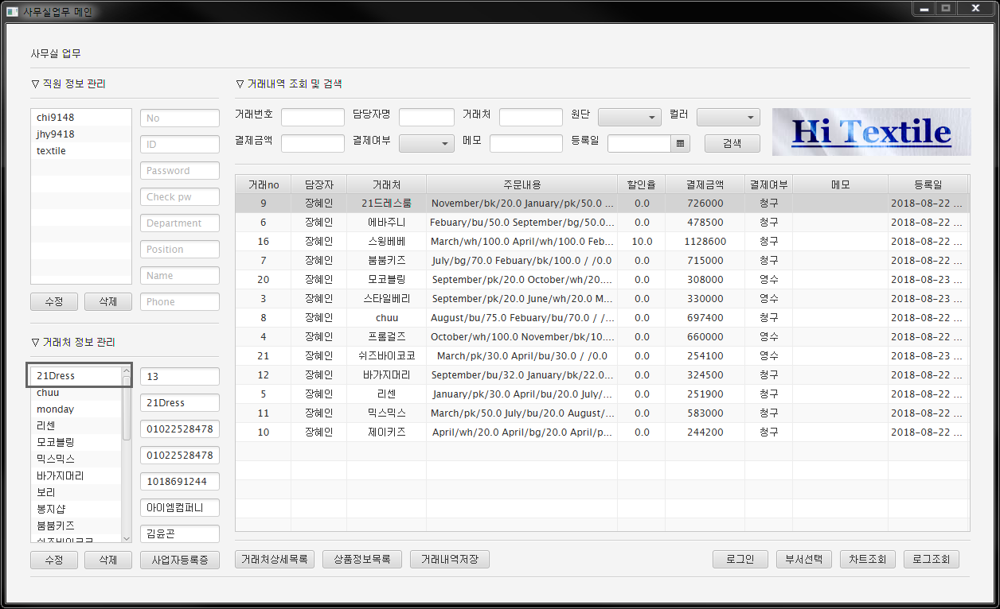 사무실업무 메인
사무실 업무
▽ 직원 정보 관리
chi9148
jhy9418
textile
No
ID
Password
Check pw
Department
Position
Name
Phone
수정 삭제
▽ 거래처 정보 관리
21Dress
chuu
monday
리센
모코블링
믹스믹스
바가지머리
보리
봉지샵
붐붐키즈
쉬즈바이코코
13
21Dress
01022528478
01022528478
1018691244
아이엠컴퍼니
김윤곤
수정 삭제 사업자등록증
▽ 거래내역 조회 및 검색
거래번호 담당자명 거래처 원단 컬러
결제금액 결제여부 메모 등록일 검색
Hi Textile
거래no 담장자 거래처 주문내용 할인율 결제금액 결제여부 메모 등록일
9 장혜인 21드레스룸 November/bk/20.0 January/pk/50.0 ... 0.0 726000 청구 2018-08-22 ...
6 장혜인 에바주니 Febuary/bu/50.0 September/bg/50.0... 0.0 478500 청구 2018-08-22 ...
16 장혜인 스윙베베 March/wh/100.0 April/wh/100.0 Feb... 10.0 1128600 청구 2018-08-22 ...
7 장혜인 붐붐키즈 July/bg/70.0 Febuary/bk/100.0 / /0.0 0.0 715000 청구 2018-08-22 ...
20 장혜인 모코블링 September/pk/20.0 October/wh/20.... 0.0 308000 영수 2018-08-23 ...
3 장혜인 스타일베리 September/pk/20.0 June/wh/20.0 M... 0.0 330000 영수 2018-08-23 ...
8 장혜인 chuu August/bu/75.0 Febuary/bu/70.0 / /... 0.0 697400 청구 2018-08-22 ...
4 장혜인 프롬걸즈 October/wh/100.0 November/bk/10.... 0.0 660000 영수 2018-08-22 ...
21 장혜인 쉬즈바이코코 March/pk/30.0 April/bu/30.0 / /0.0 0.0 254100 영수 2018-08-23 ...
12 장혜인 바가지머리 September/bu/32.0 January/bk/22.0... 0.0 324500 청구 2018-08-22 ...
5 장혜인 리센 January/pk/30.0 April/bu/20.0 July/... 0.0 251900 청구 2018-08-22 ...
11 장혜인 믹스믹스 March/pk/50.0 July/bu/20.0 August/... 0.0 583000 청구 2018-08-22 ...
10 장혜인 제이키즈 April/wh/20.0 April/bg/20.0 April/p... 0.0 244200 청구 2018-08-22 ...
거래처상세목록 상품정보목록 거래내역저장 로그인 부서선택 차트조회 로그조회